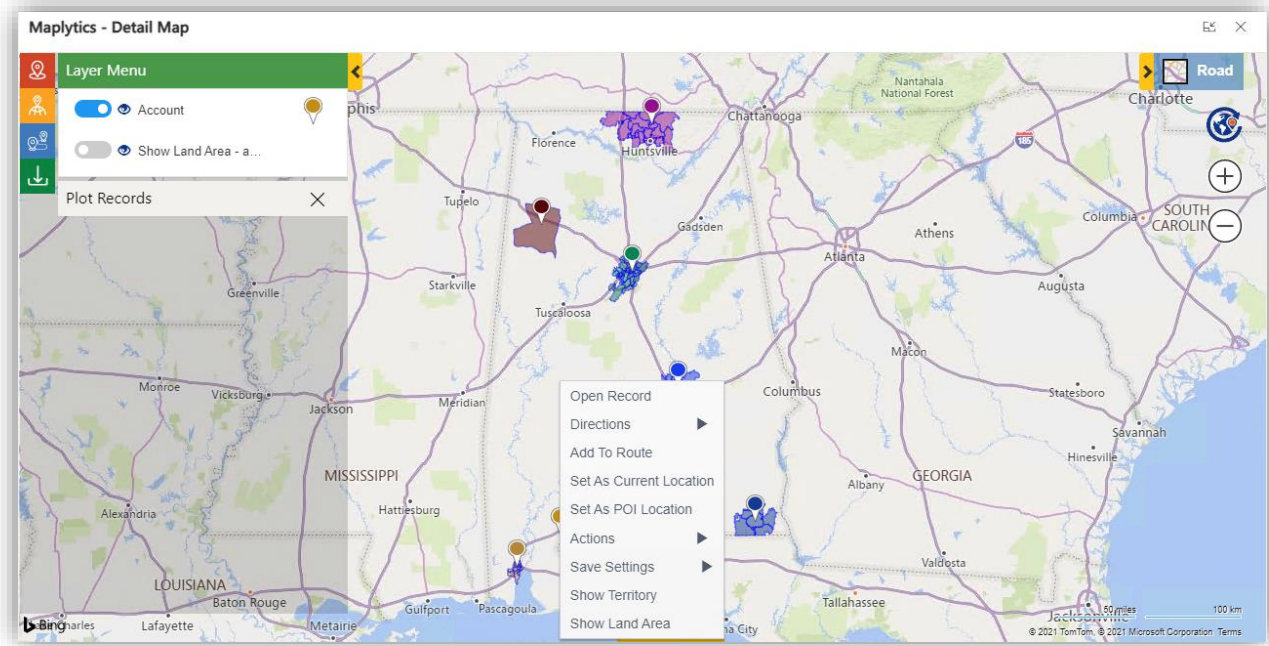 Maplytics - Detail Map
Layer Menu
Account
Show Land Area - a...
Plot Records
Road
phis
Nantahala
National Forest
Charlotte
Chattanooga
Florence
Huntsville
185
Tupelo
Gadsden
Athens
Columbia
SOUTH
CAROLIN
Atlanta
Greenville
Starkville
Augusta
Tuscaloosa
Macon
Monroe
Vicksburg
Jackson
Meridian
Columbus
Statesboro
Savannah
Hinesville
MISSISSIPPI
Albany
GEORGIA
Alexandria
Hattiesburg
Valdosta
LOUISIANA
Baton Rouge
Gulfport
Pascagoula
Tallahassee
Jacksonville
Lafayette
Metairie
na City
Open Record
Directions
Add To Route
Set As Current Location
Set As POI Location
Actions
Save Settings
Show Territory
Show Land Area
Bing
harles
50 miles
100 km
© 2021 TomTom, © 2021 Microsoft Corporation Terms